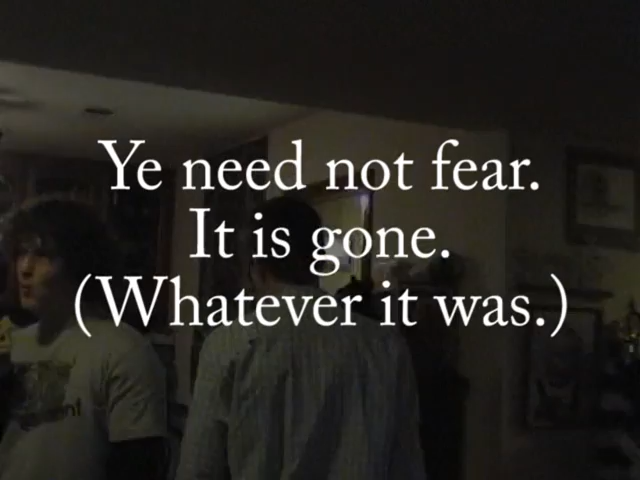 Ye need not fear.
It is gone.
(Whatever it was.)